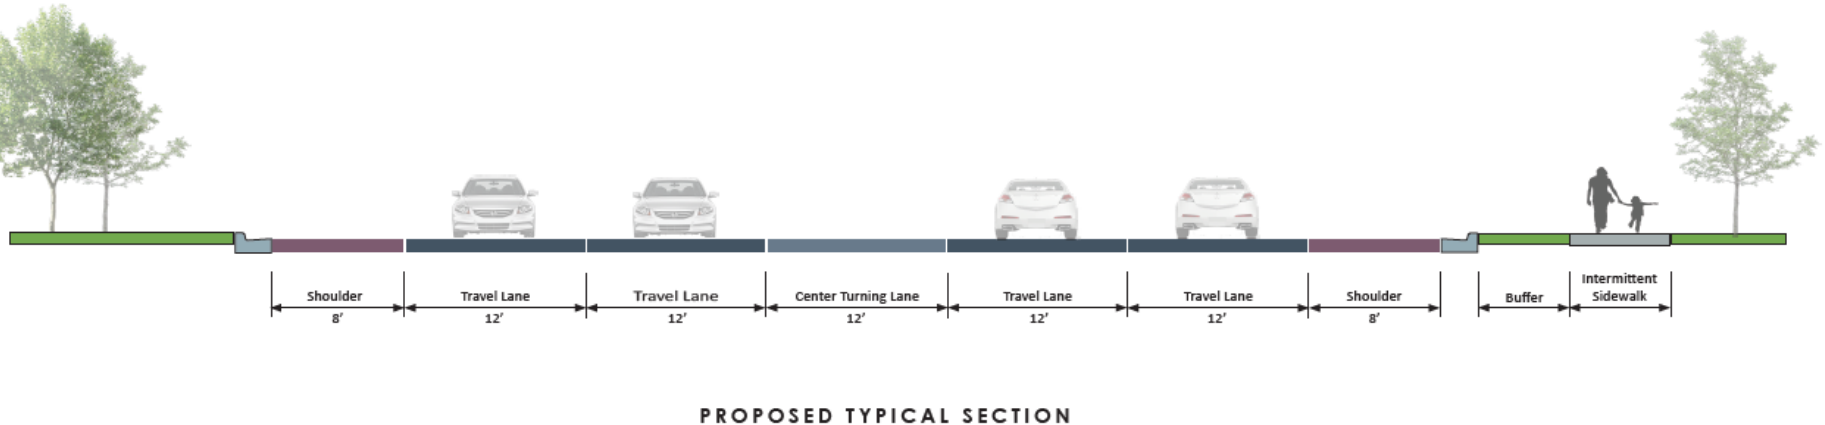 Shoulder
8'
Travel Lane
12'
Travel Lane
12'
Center Turning Lane
12'
Travel Lane
12'
Travel Lane
12'
Shoulder
8'
Buffer
Intermittent
Sidewalk
PROPOSED TYPICAL SECTION